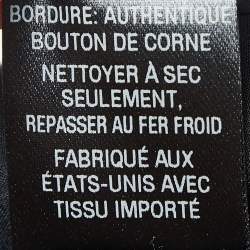 BORDURE: AUTHENTIQUE
BOUTON DE CORNE
NETTOYER À SEC
SEULEMENT,
REPASSER AU FER FROID
FABRIQUÉ AUX
ÉTATS-UNIS AVEC
TISSU IMPORTÉ